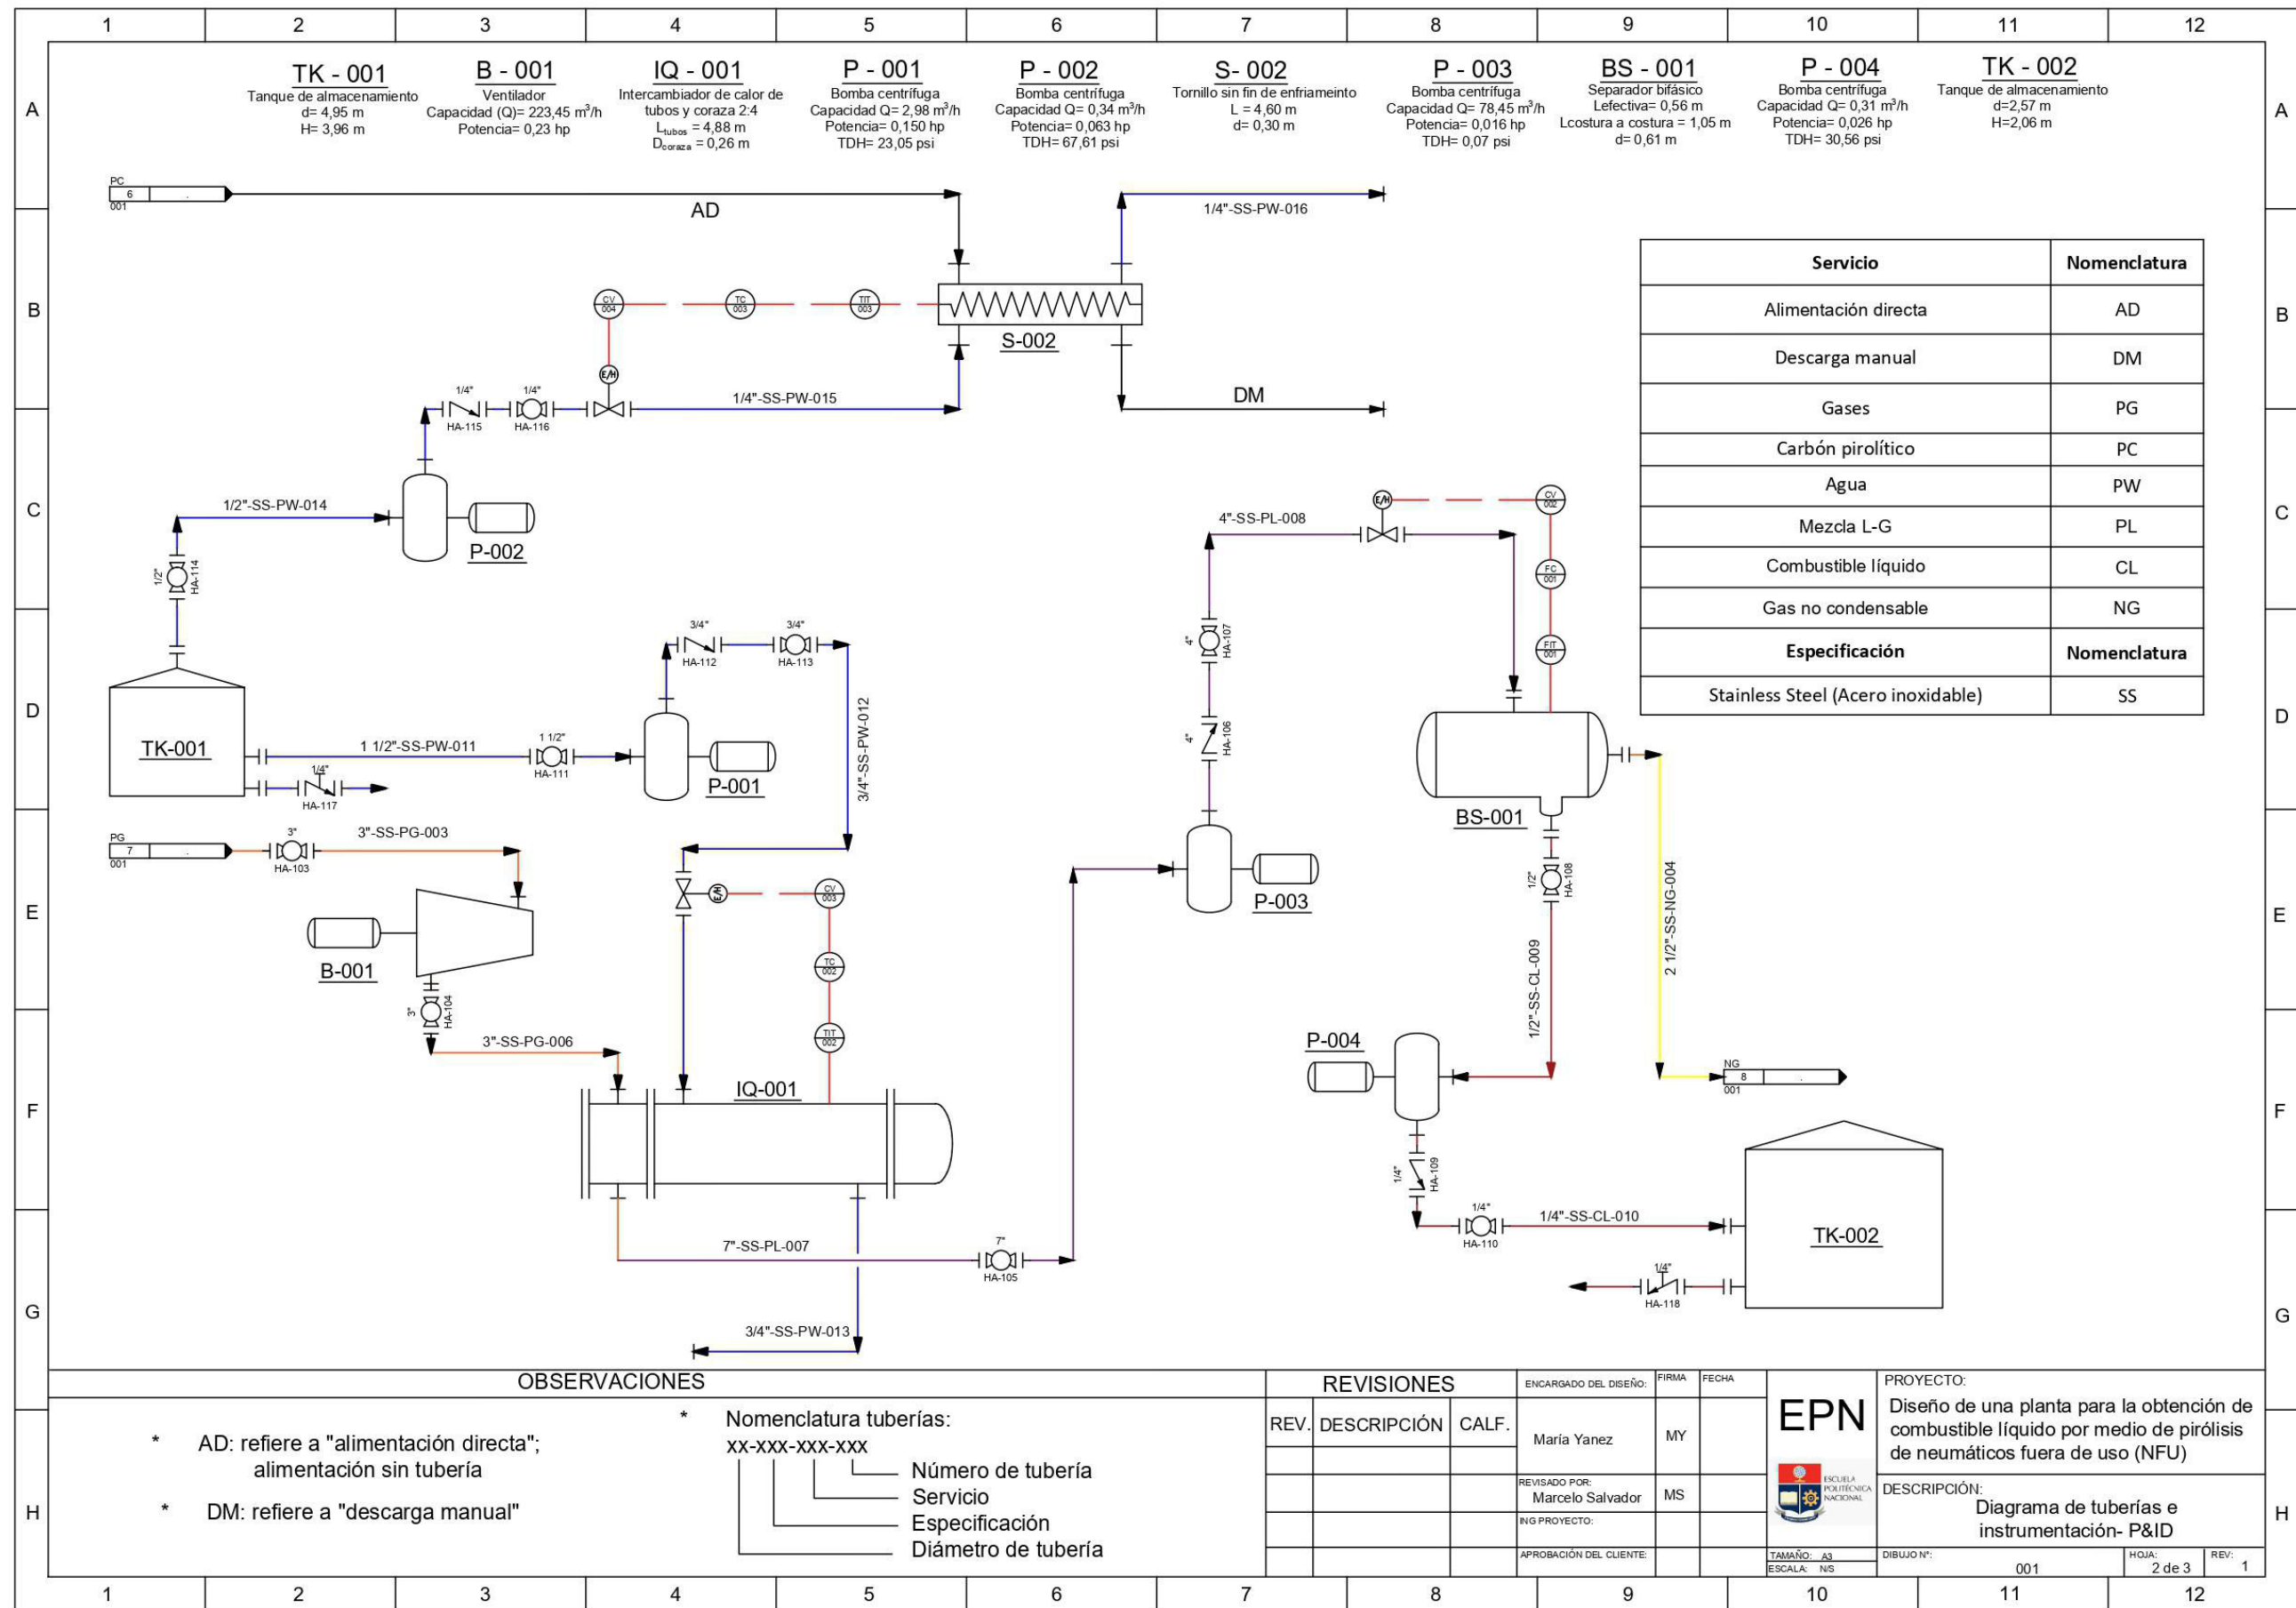 1 2 3 4 5 6 7 8 9 10 11 12
A
TK - 001
Tanque de almacenamiento
d= 4,95 m
H= 3,96 m
B - 001
Ventilador
Capacidad (Q)= 223,45 m³/h
Potencia= 0,23 hp
IQ - 001
Intercambiador de calor de
tubos y coraza 2:4
Ltubos = 4,88 m
Dcoraza = 0,26 m
P - 001
Bomba centrífuga
Capacidad Q= 2,98 m³/h
Potencia= 0,150 hp
TDH= 23,05 psi
P - 002
Bomba centrífuga
Capacidad Q= 0,34 m³/h
Potencia= 0,063 hp
TDH= 67,61 psi
S- 002
Tornillo sin fin de enfriameinto
L = 4,60 m
d= 0,30 m
P - 003
Bomba centrífuga
Capacidad Q= 78,45 m³/h
Potencia= 0,016 hp
TDH= 0,07 psi
BS - 001
Separador bifásico
Lefectiva= 0,56 m
Lcostura a costura = 1,05 m
d= 0,61 m
P - 004
Bomba centrífuga
Capacidad Q= 0,31 m³/h
Potencia= 0,026 hp
TDH= 30,56 psi
TK - 002
Tanque de almacenamiento
d=2,57 m
H=2,06 m
A
PC
6 .
001
AD
1/4"-SS-PW-016
B
CV
004
TC
003
TIT
003
S-002
E/H
1/4"
HA-115
1/4"
HA-116
1/4"-SS-PW-015
DM
Servicio Nomenclatura
Alimentación directa AD
Descarga manual DM
Gases PG
Carbón pirolítico PC
Agua PW
Mezcla L-G PL
Combustible líquido CL
Gas no condensable NG
Especificación Nomenclatura
Stainless Steel (Acero inoxidable) SS
B
C
1/2"-SS-PW-014
P-002
1/2"
HA-114
4"-SS-PL-008
E/H
CV
002
FC
001
FIT
001
C
D
3/4"
HA-112
3/4"
HA-113
4"
HA-107
4"
HA-106
TK-001
1 1/2"-SS-PW-011
1 1/2"
HA-111
P-001
3/4"-SS-PW-012
1/4"
HA-117
BS-001
D
E
PG
7 .
001
3"
HA-103
3"-SS-PG-003
B-001
3"
HA-104
E/H
CV
003
TC
002
TIT
002
P-003
1/2"
HA-108
1/2"-SS-CL-009
2 1/2"-SS-NG-004
E
F
3"-SS-PG-006
IQ-001
P-004
NG
8 .
001
1/4"
HA-109
F
G
7"-SS-PL-007
7"
HA-105
1/4"
HA-110
1/4"-SS-CL-010
TK-002
1/4"
HA-118
3/4"-SS-PW-013
G
H
OBSERVACIONES
* AD: refiere a "alimentación directa";
alimentación sin tubería
* DM: refiere a "descarga manual"
* Nomenclatura tuberías:
xx-xxx-xxx-xxx
Número de tubería
Servicio
Especificación
Diámetro de tubería
REVISIONES
REV. DESCRIPCIÓN CALF.
ENCARGADO DEL DISEÑO: FIRMA FECHA
María Yanez MY
REVISADO POR:
Marcelo Salvador MS
ING PROYECTO:
APROBACIÓN DEL CLIENTE:
EPN
ESCUELA
POLITÉCNICA
NACIONAL
TAMAÑO: A3
ESCALA: N/S
PROYECTO:
Diseño de una planta para la obtención de
combustible líquido por medio de pirólisis
de neumáticos fuera de uso (NFU)
DESCRIPCIÓN:
Diagrama de tuberías e
instrumentación- P&ID
DIBUJO N°:
001
HOJA:
2 de 3
REV:
1
H
1 2 3 4 5 6 7 8 9 10 11 12